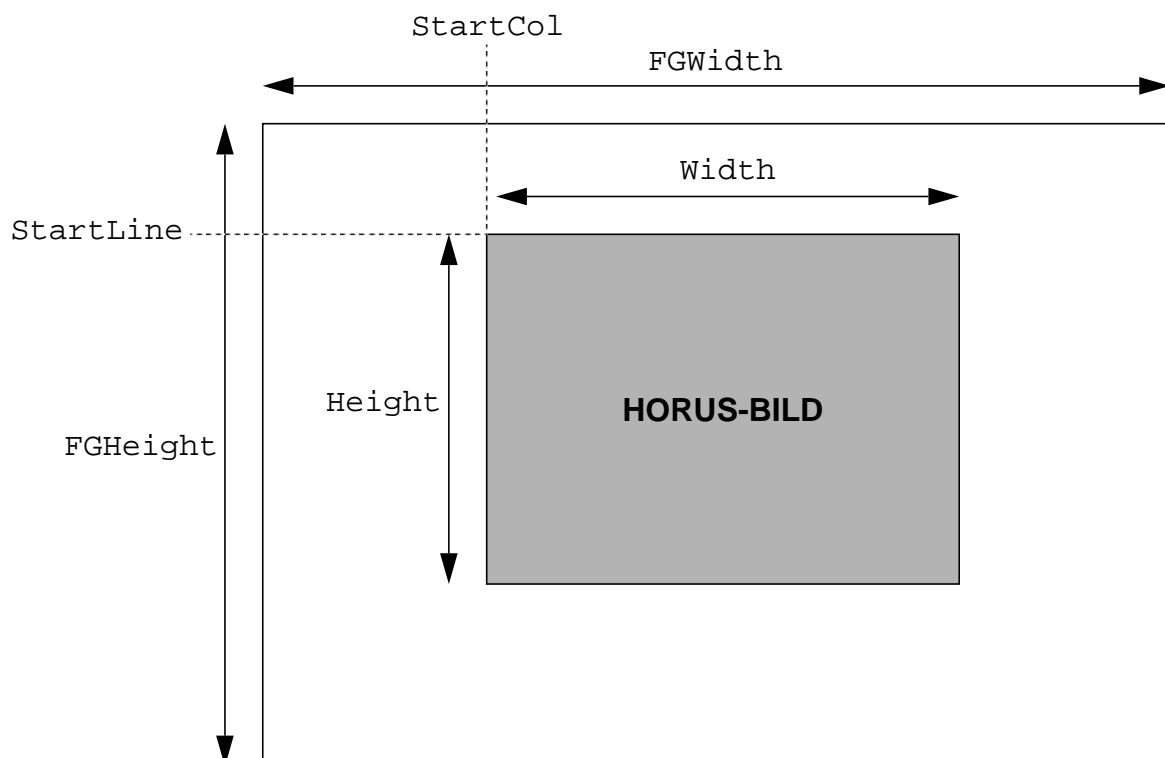 StartCol
FGWidth
Width
StartLine
Height
HORUS-BILD
FGHeight